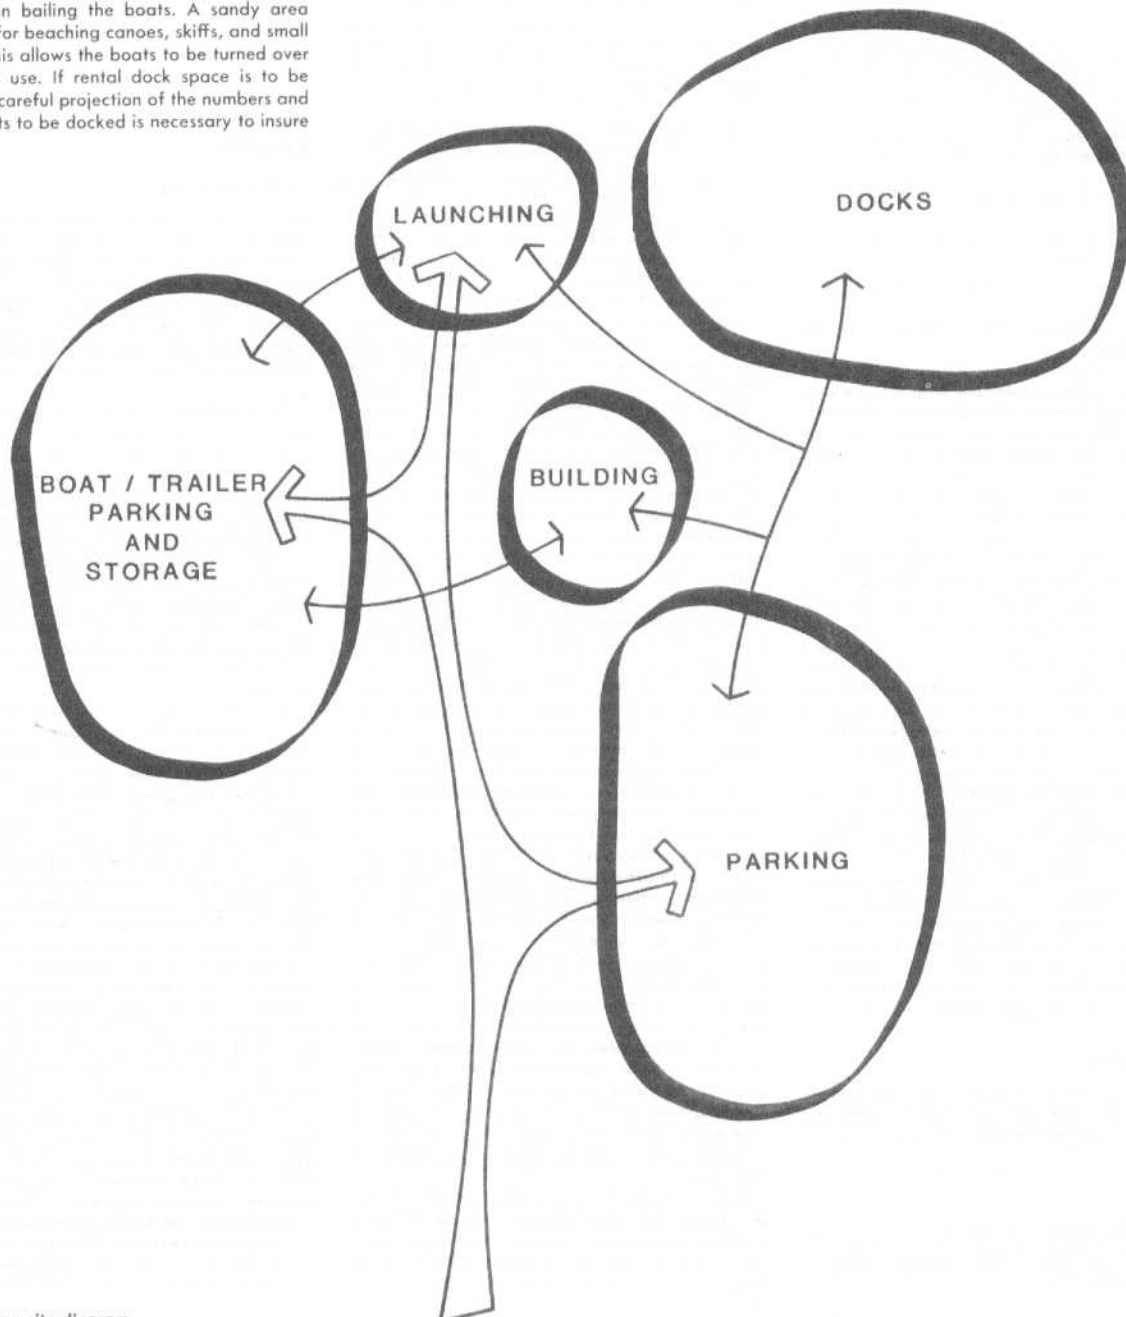 in bailing the boats. A sandy area
for beaching canoes, skiffs, and small
his allows the boats to be turned over
use. If rental dock space is to be
careful projection of the numbers and
ts to be docked is necessary to insure
LAUNCHING
DOCKS
BUILDING
BOAT / TRAILER
PARKING
AND
STORAGE
PARKING